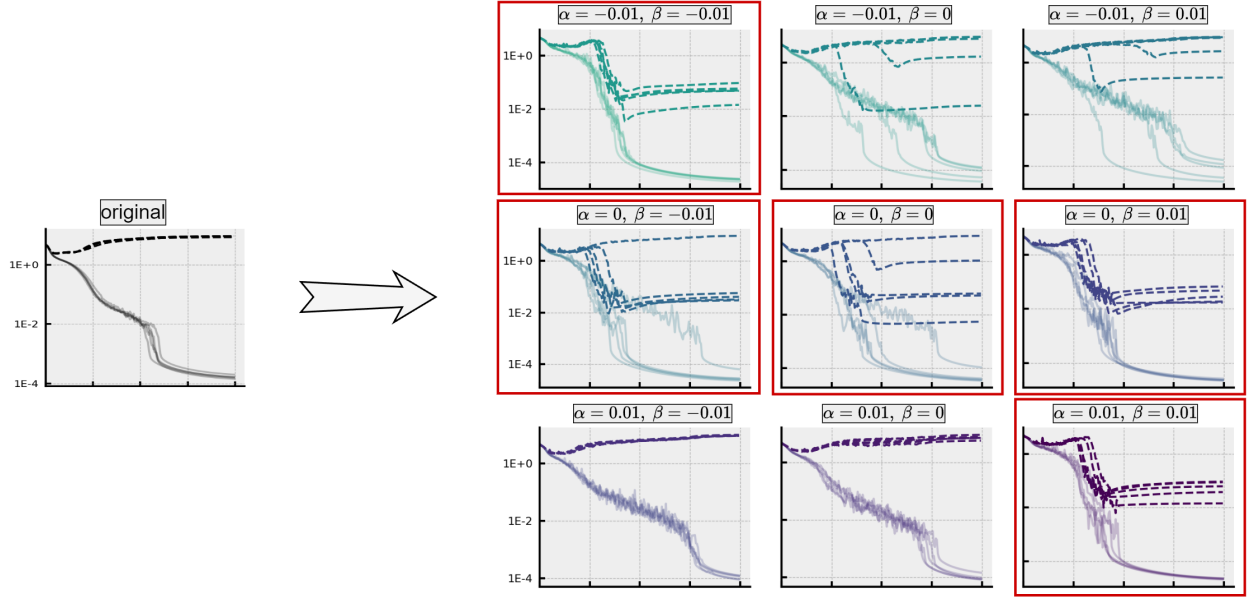 α = −0.01, β = −0.01
α = −0.01, β = 0
α = −0.01, β = 0.01
1E+0
1E-2
1E-4
original
1E+0
1E-2
1E-4
α = 0, β = −0.01
α = 0, β = 0
α = 0, β = 0.01
1E+0
1E-2
1E-4
α = 0.01, β = −0.01
α = 0.01, β = 0
α = 0.01, β = 0.01
1E+0
1E-2
1E-4